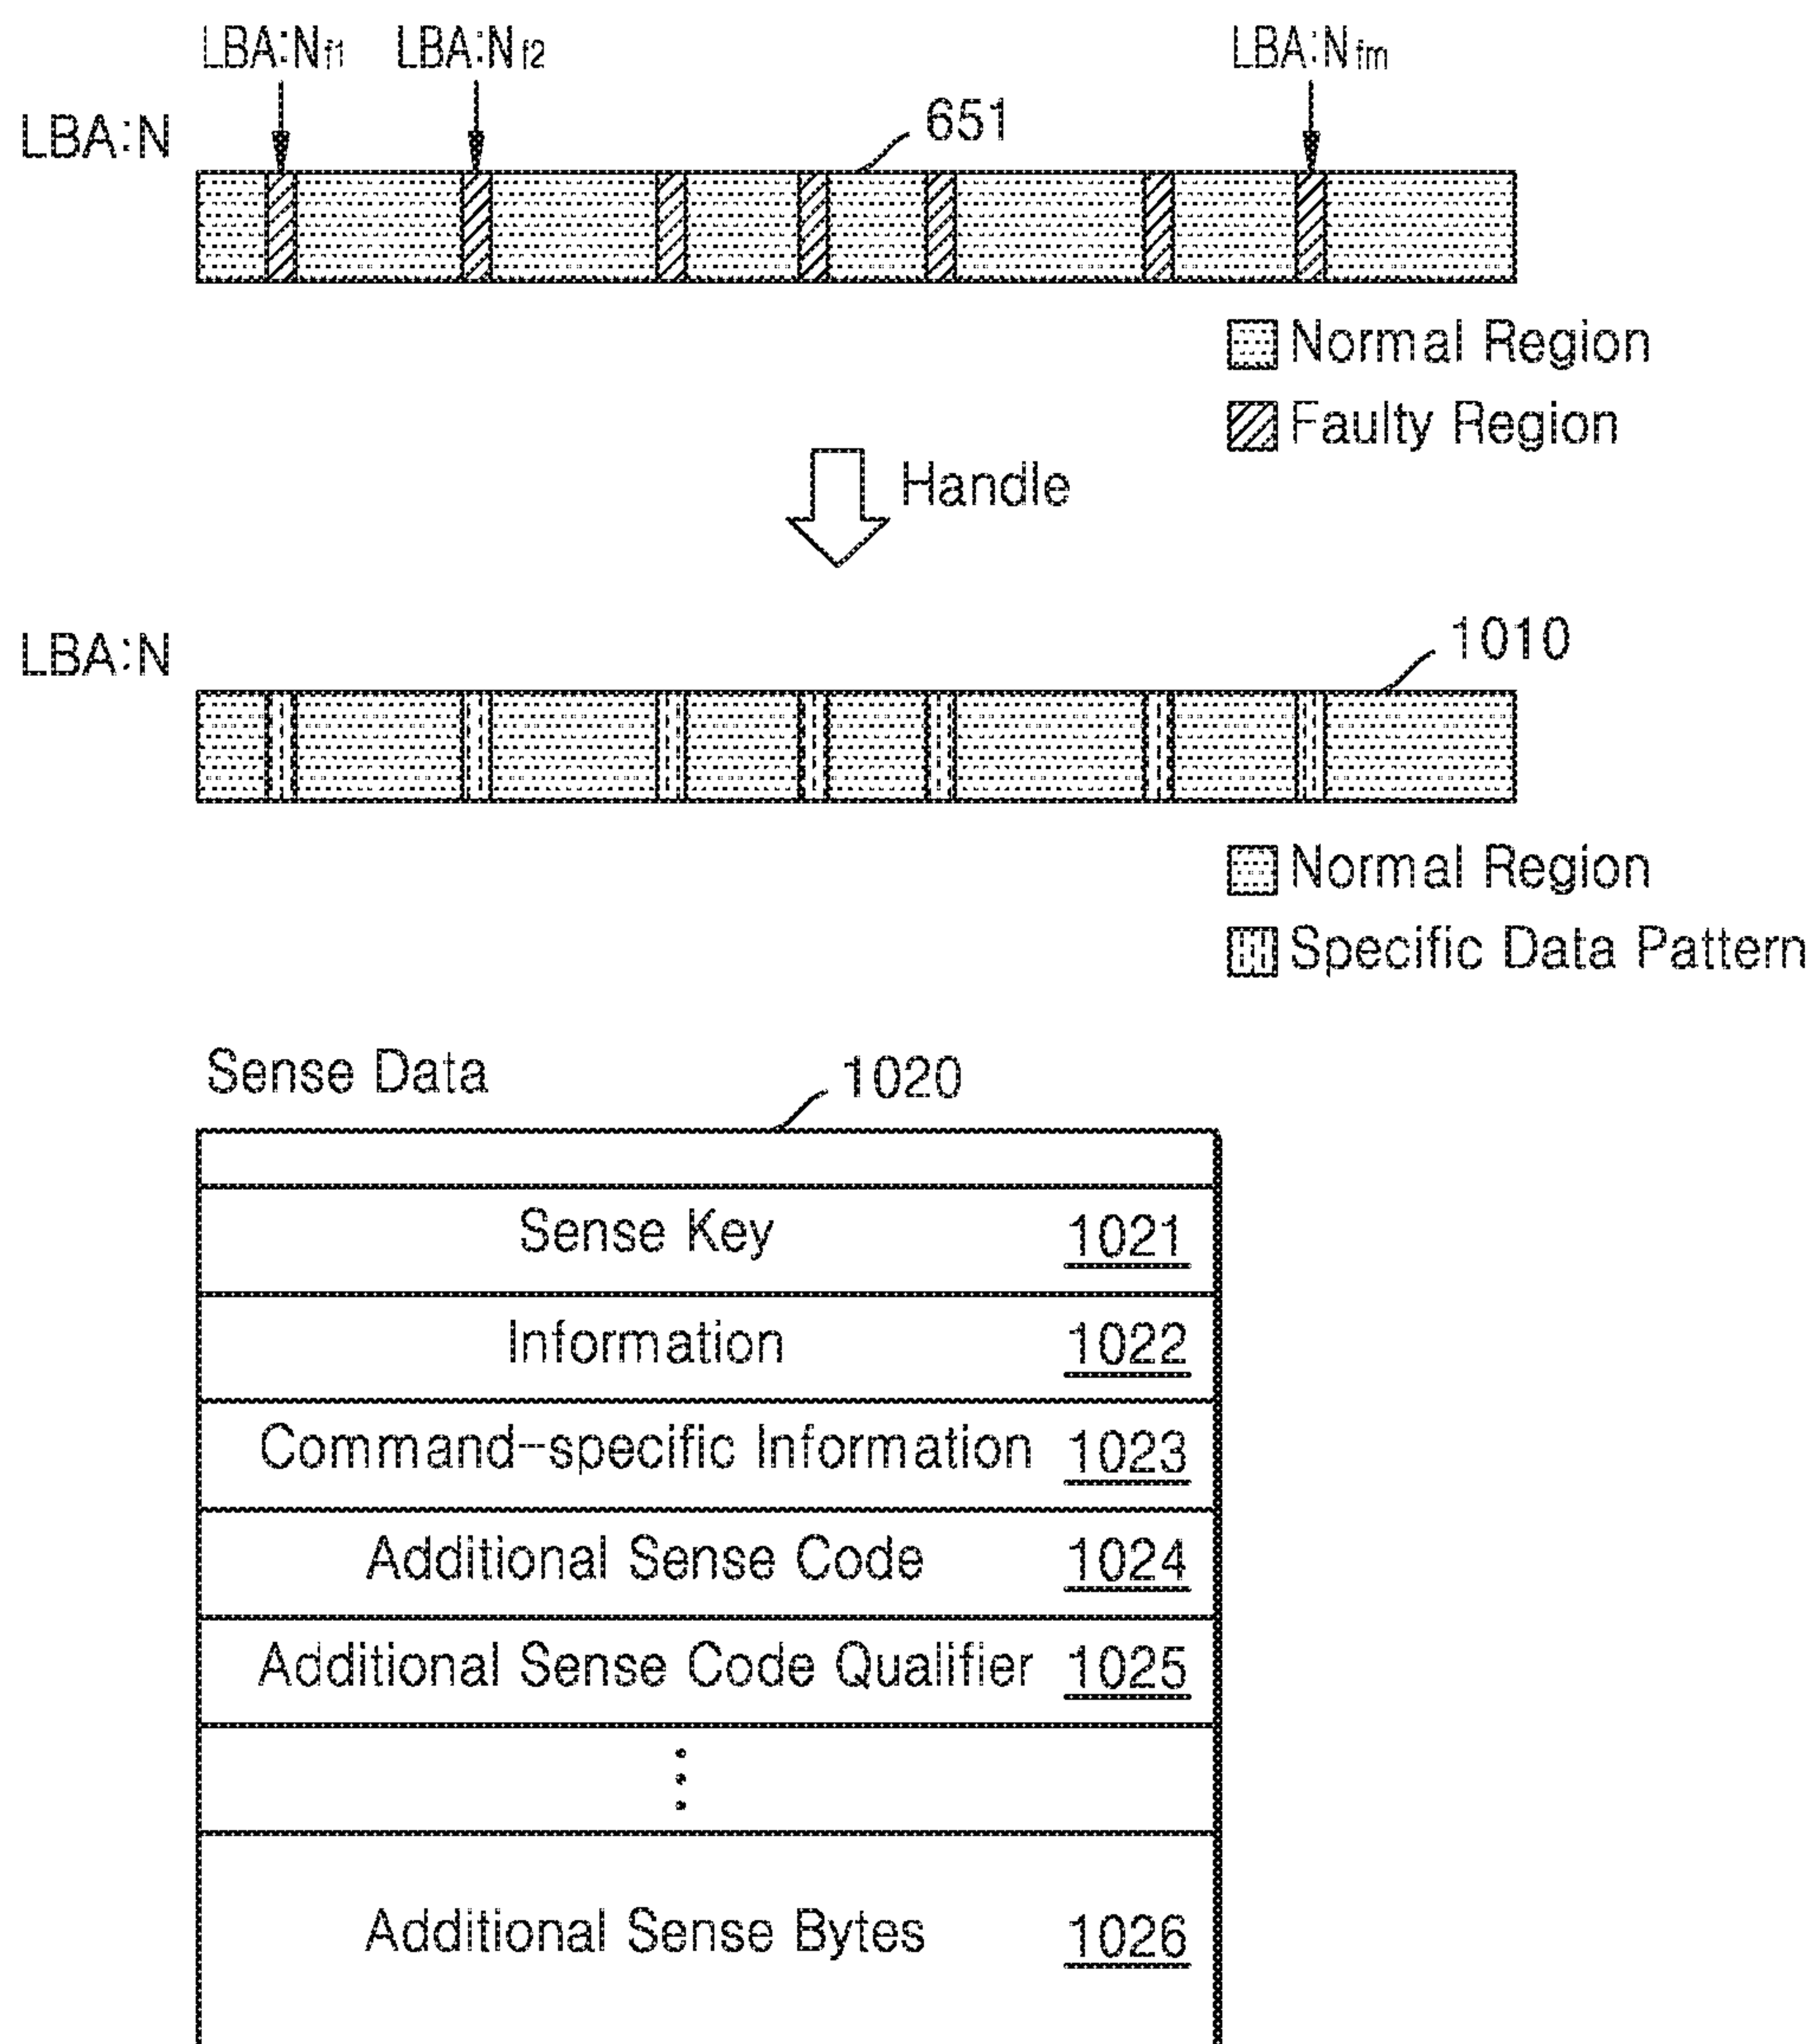 LBA:Nf1 LBA:Nf2 LBA:Nfm
LBA:N
651
Normal Region
Faulty Region
Handle
LBA:N
1010
Normal Region
Specific Data Pattern
Sense Data
1020
Sense Key 1021
Information 1022
Command-specific Information 1023
Additional Sense Code 1024
Additional Sense Code Qualifier 1025
Additional Sense Bytes 1026